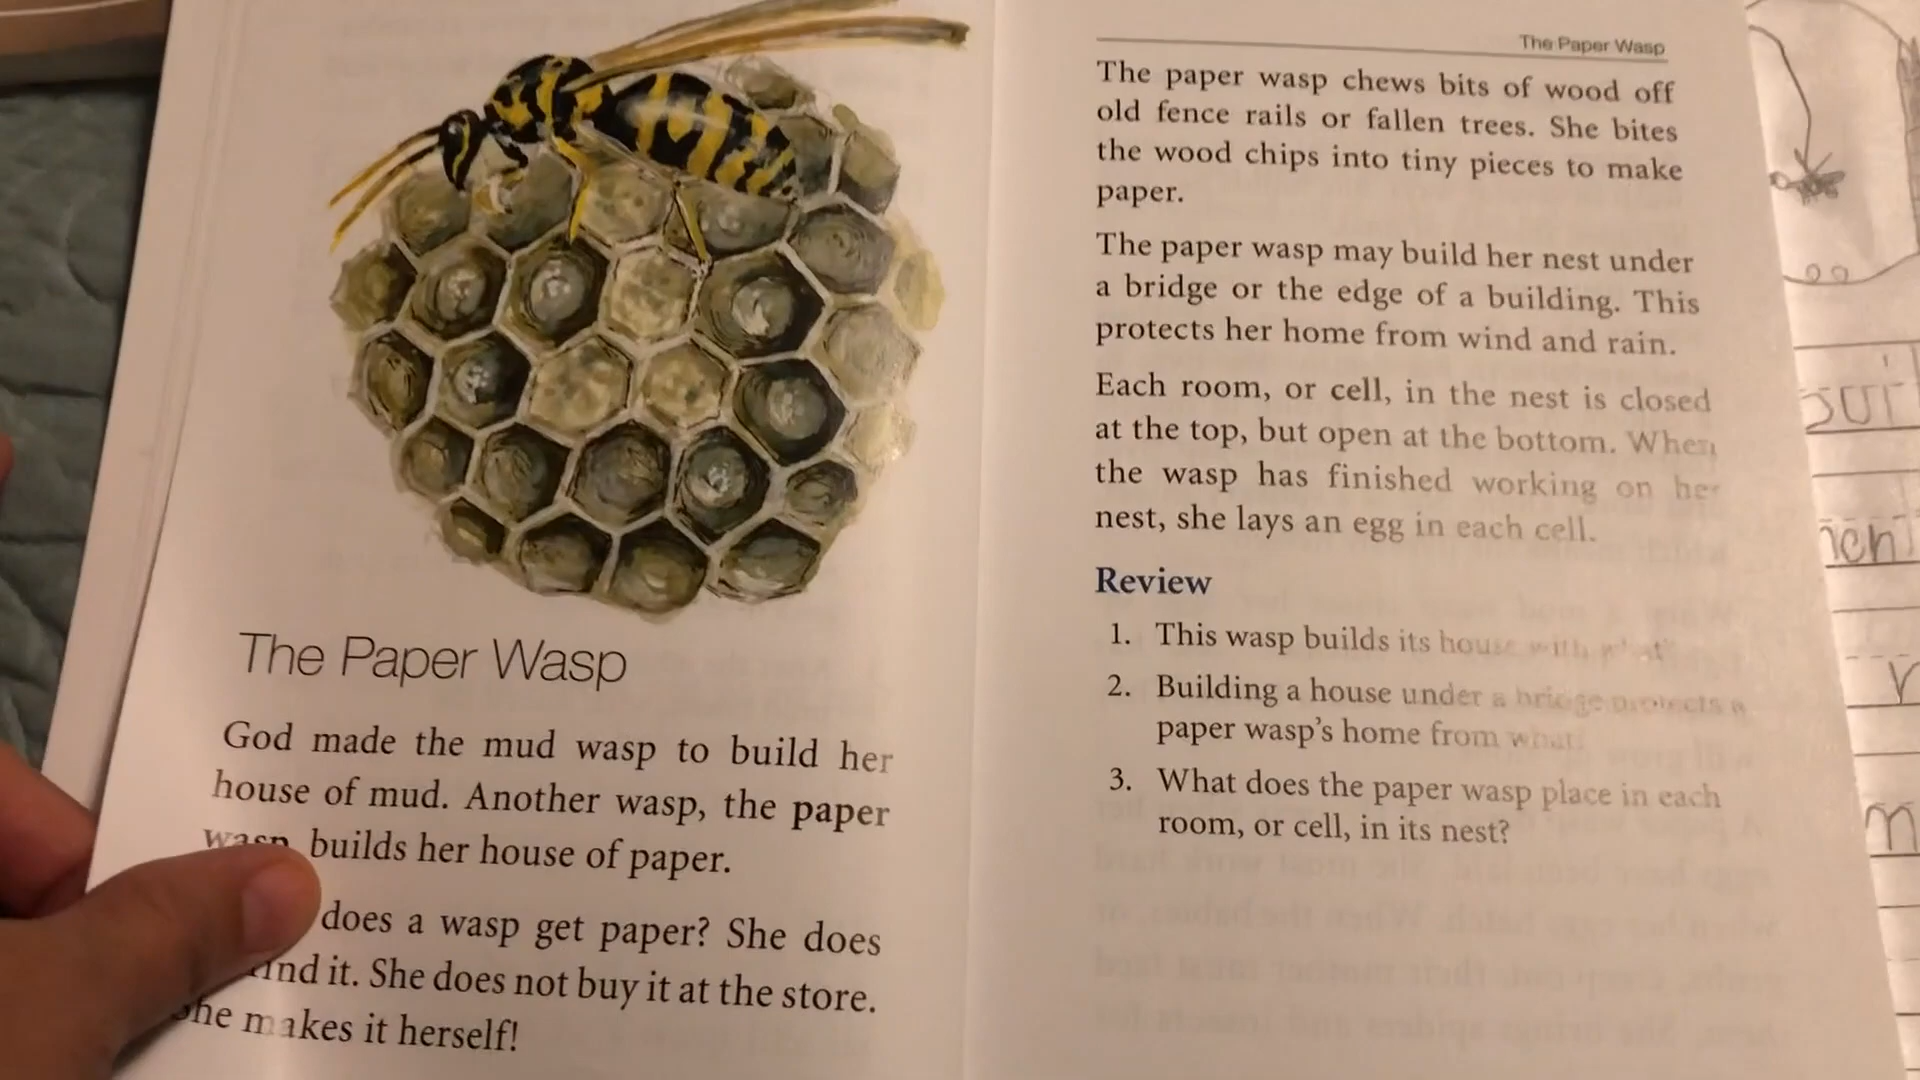 The Paper Wasp
God made the mud wasp to build her
house of mud. Another wasp, the paper
wasp, builds her house of paper.
does a wasp get paper? She does
find it. She does not buy it at the store.
She makes it herself!
The Paper Wasp
The paper wasp chews bits of wood off
old fence rails or fallen trees. She bites
the wood chips into tiny pieces to make
paper.
The paper wasp may build her nest under
a bridge or the edge of a building. This
protects her home from wind and rain.
Each room, or cell, in the nest is closed
at the top, but open at the bottom. When
the wasp has finished working on her
nest, she lays an egg in each cell.
Review
1. This wasp builds its house with what?
2. Building a house under a bridge protects a
paper wasp's home from what?
3. What does the paper wasp place in each
room, or cell, in its nest?